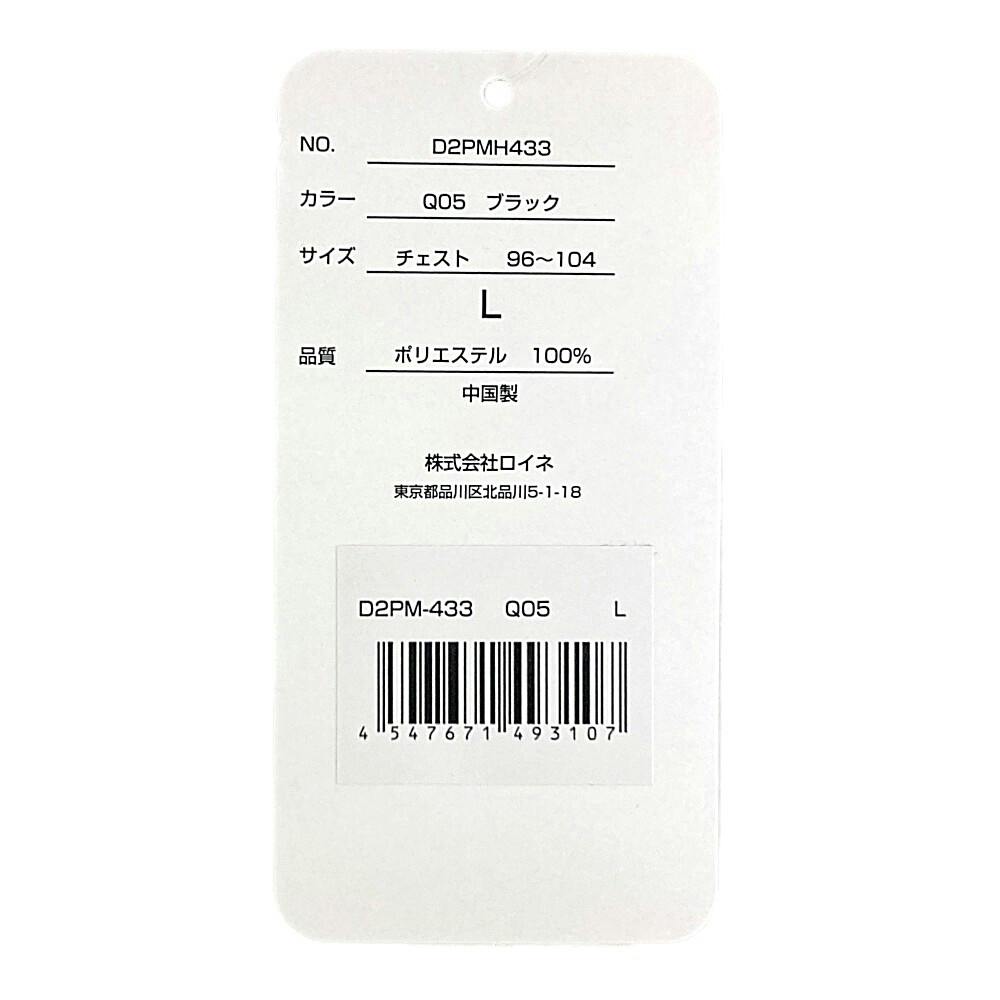 NO. D2PMH433
カラー Q05 ブラック
サイズ チェスト 96〜104
L
品質 ポリエステル 100%
中国製
株式会社ロイネ
東京都品川区北品川5-1-18
D2PM-433 Q05 L
4 547671 493107